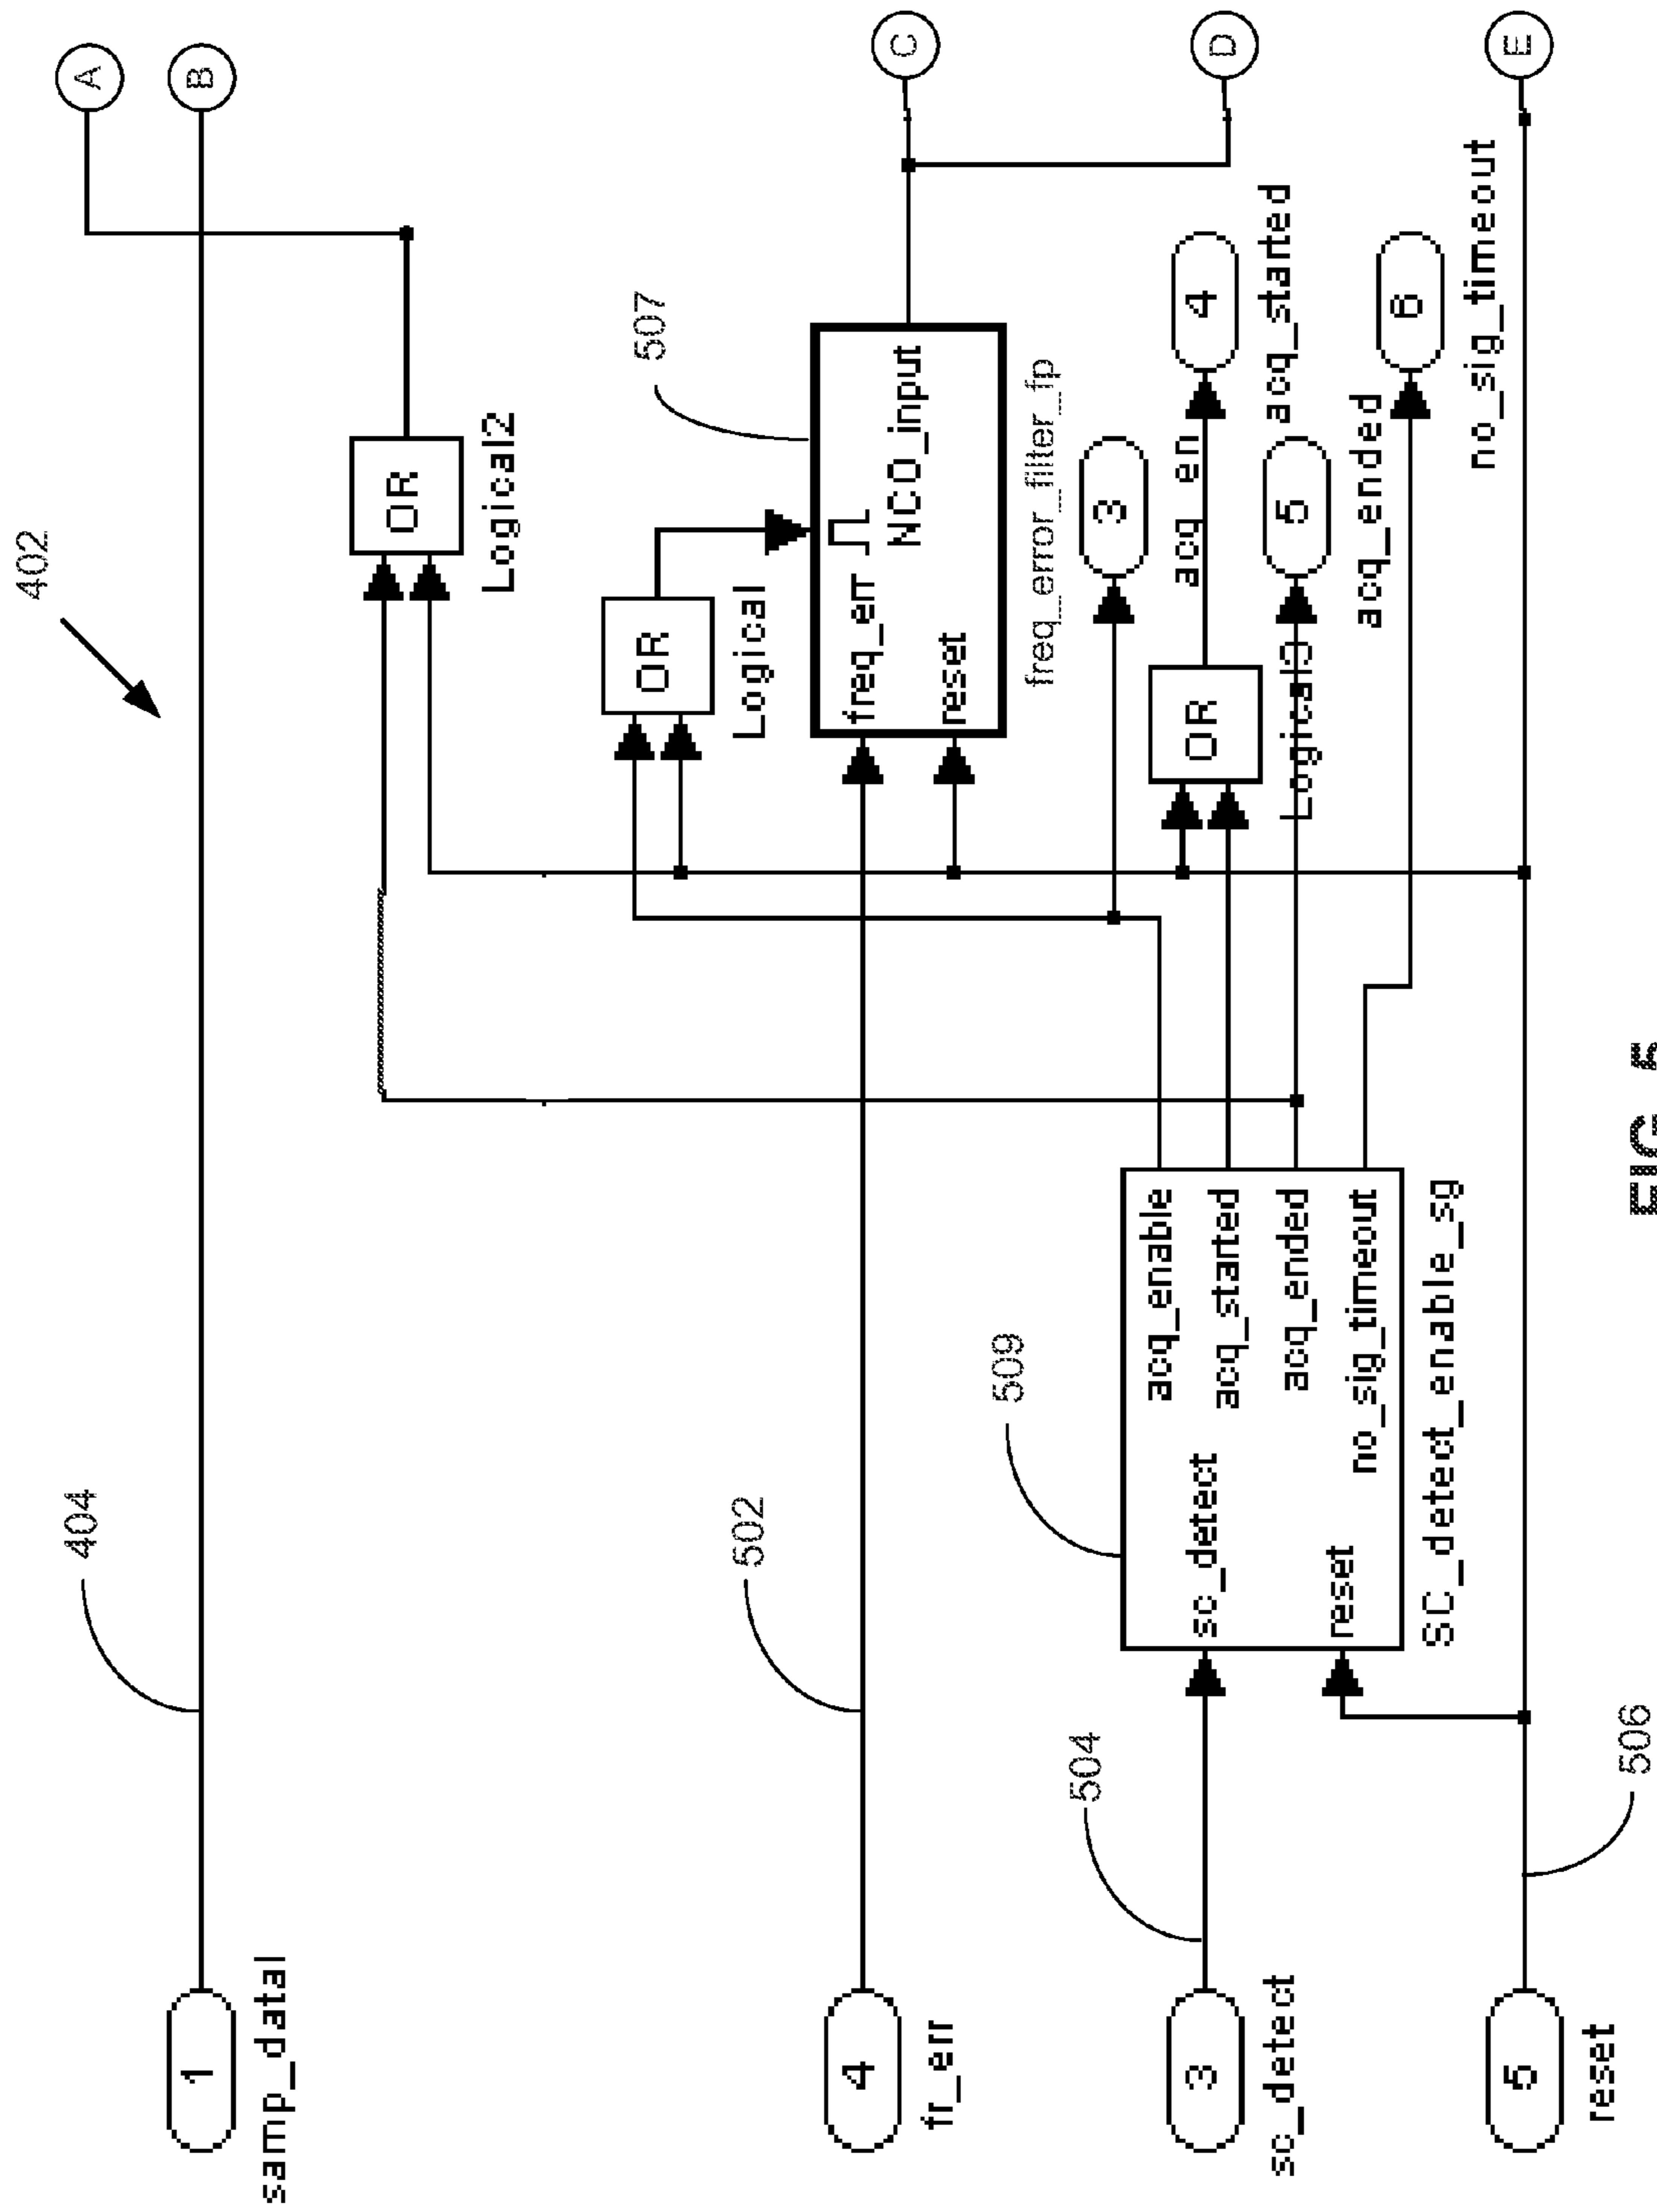 402
A
404
B
1
samp_datal
OR
Logical2
507
OR
Logical
502
C
4
fr_err
freq_err
NCO_input
reset
freq_error_filter_fp
3
acq_en
509
504
D
3
sc_detect
sc_detect
acq_enable
acq_started
acq_ended
reset
no_sig_timeout
SC_detect_enable_sg
OR
4
acq_started
5
acq_ended
6
no_sig_timeout
E
5
reset
506